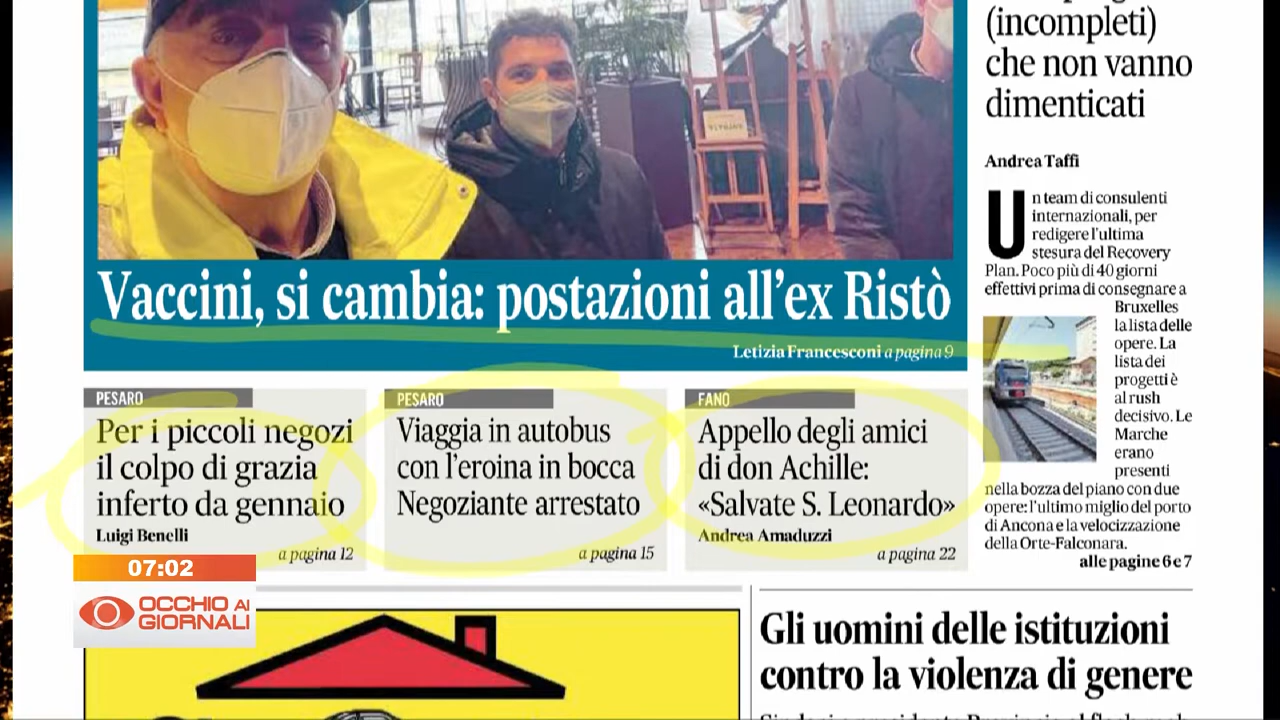 (incompleti)
che non vanno
dimenticati
Andrea Taffi
Un team di consulenti
internazionali, per
redigere l'ultima
stesura del Recovery
Plan. Poco più di 40 giorni
effettivi prima di consegnare a
Bruxelles
la lista delle
opere. La
lista dei
progetti è
al rush
decisivo. Le
Marche
erano
presenti
nella bozza del piano con due
opere: l'ultimo miglio del porto
di Ancona e la velocizzazione
della Orte-Falconara.
alle pagine 6 e 7
Vaccini, si cambia: postazioni all'ex Ristò
Letizia Francesconi a pagina 9
PESARO
Per i piccoli negozi
il colpo di grazia
inferto da gennaio
Luigi Benelli
a pagina 12
PESARO
Viaggia in autobus
con l'eroina in bocca
Negoziante arrestato
a pagina 15
FANO
Appello degli amici
di don Achille:
«Salvate S. Leonardo»
Andrea Amaduzzi
a pagina 22
07:02
OCCHIO AI
GIORNALI
Gli uomini delle istituzioni
contro la violenza di genere